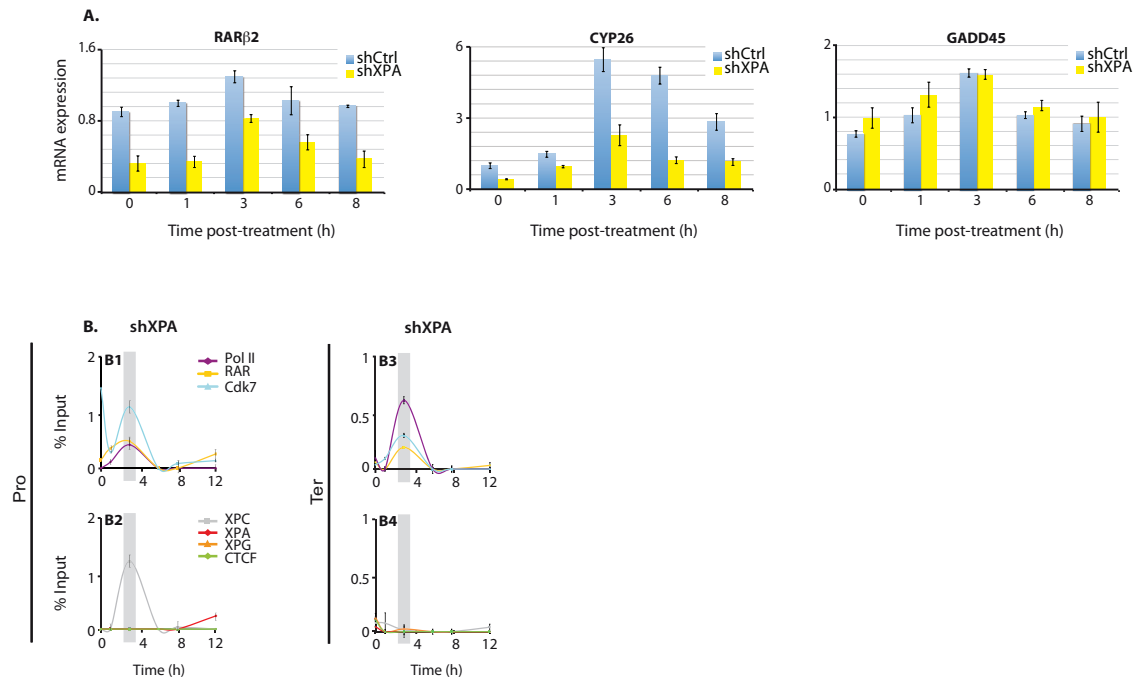 A.
RARβ2
mRNA expression
1.6
0.8
0
shCtrl
shXPA
0 1 3 6 8
Time post-treatment (h)
CYP26
6
3
0
shCtrl
shXPA
0 1 3 6 8
Time post-treatment (h)
GADD45
2
1
0
shCtrl
shXPA
0 1 3 6 8
Time post-treatment (h)
B.
shXPA
Pro
B1
% Input
2
1
0
Pol II
RAR
Cdk7
0 4 8 12
B2
% Input
2
1
0
XPC
XPA
XPG
CTCF
0 4 8 12
Time (h)
shXPA
Ter
B3
1
0.5
0
0 4 8 12
B4
1
0.5
0
0 4 8 12
Time (h)